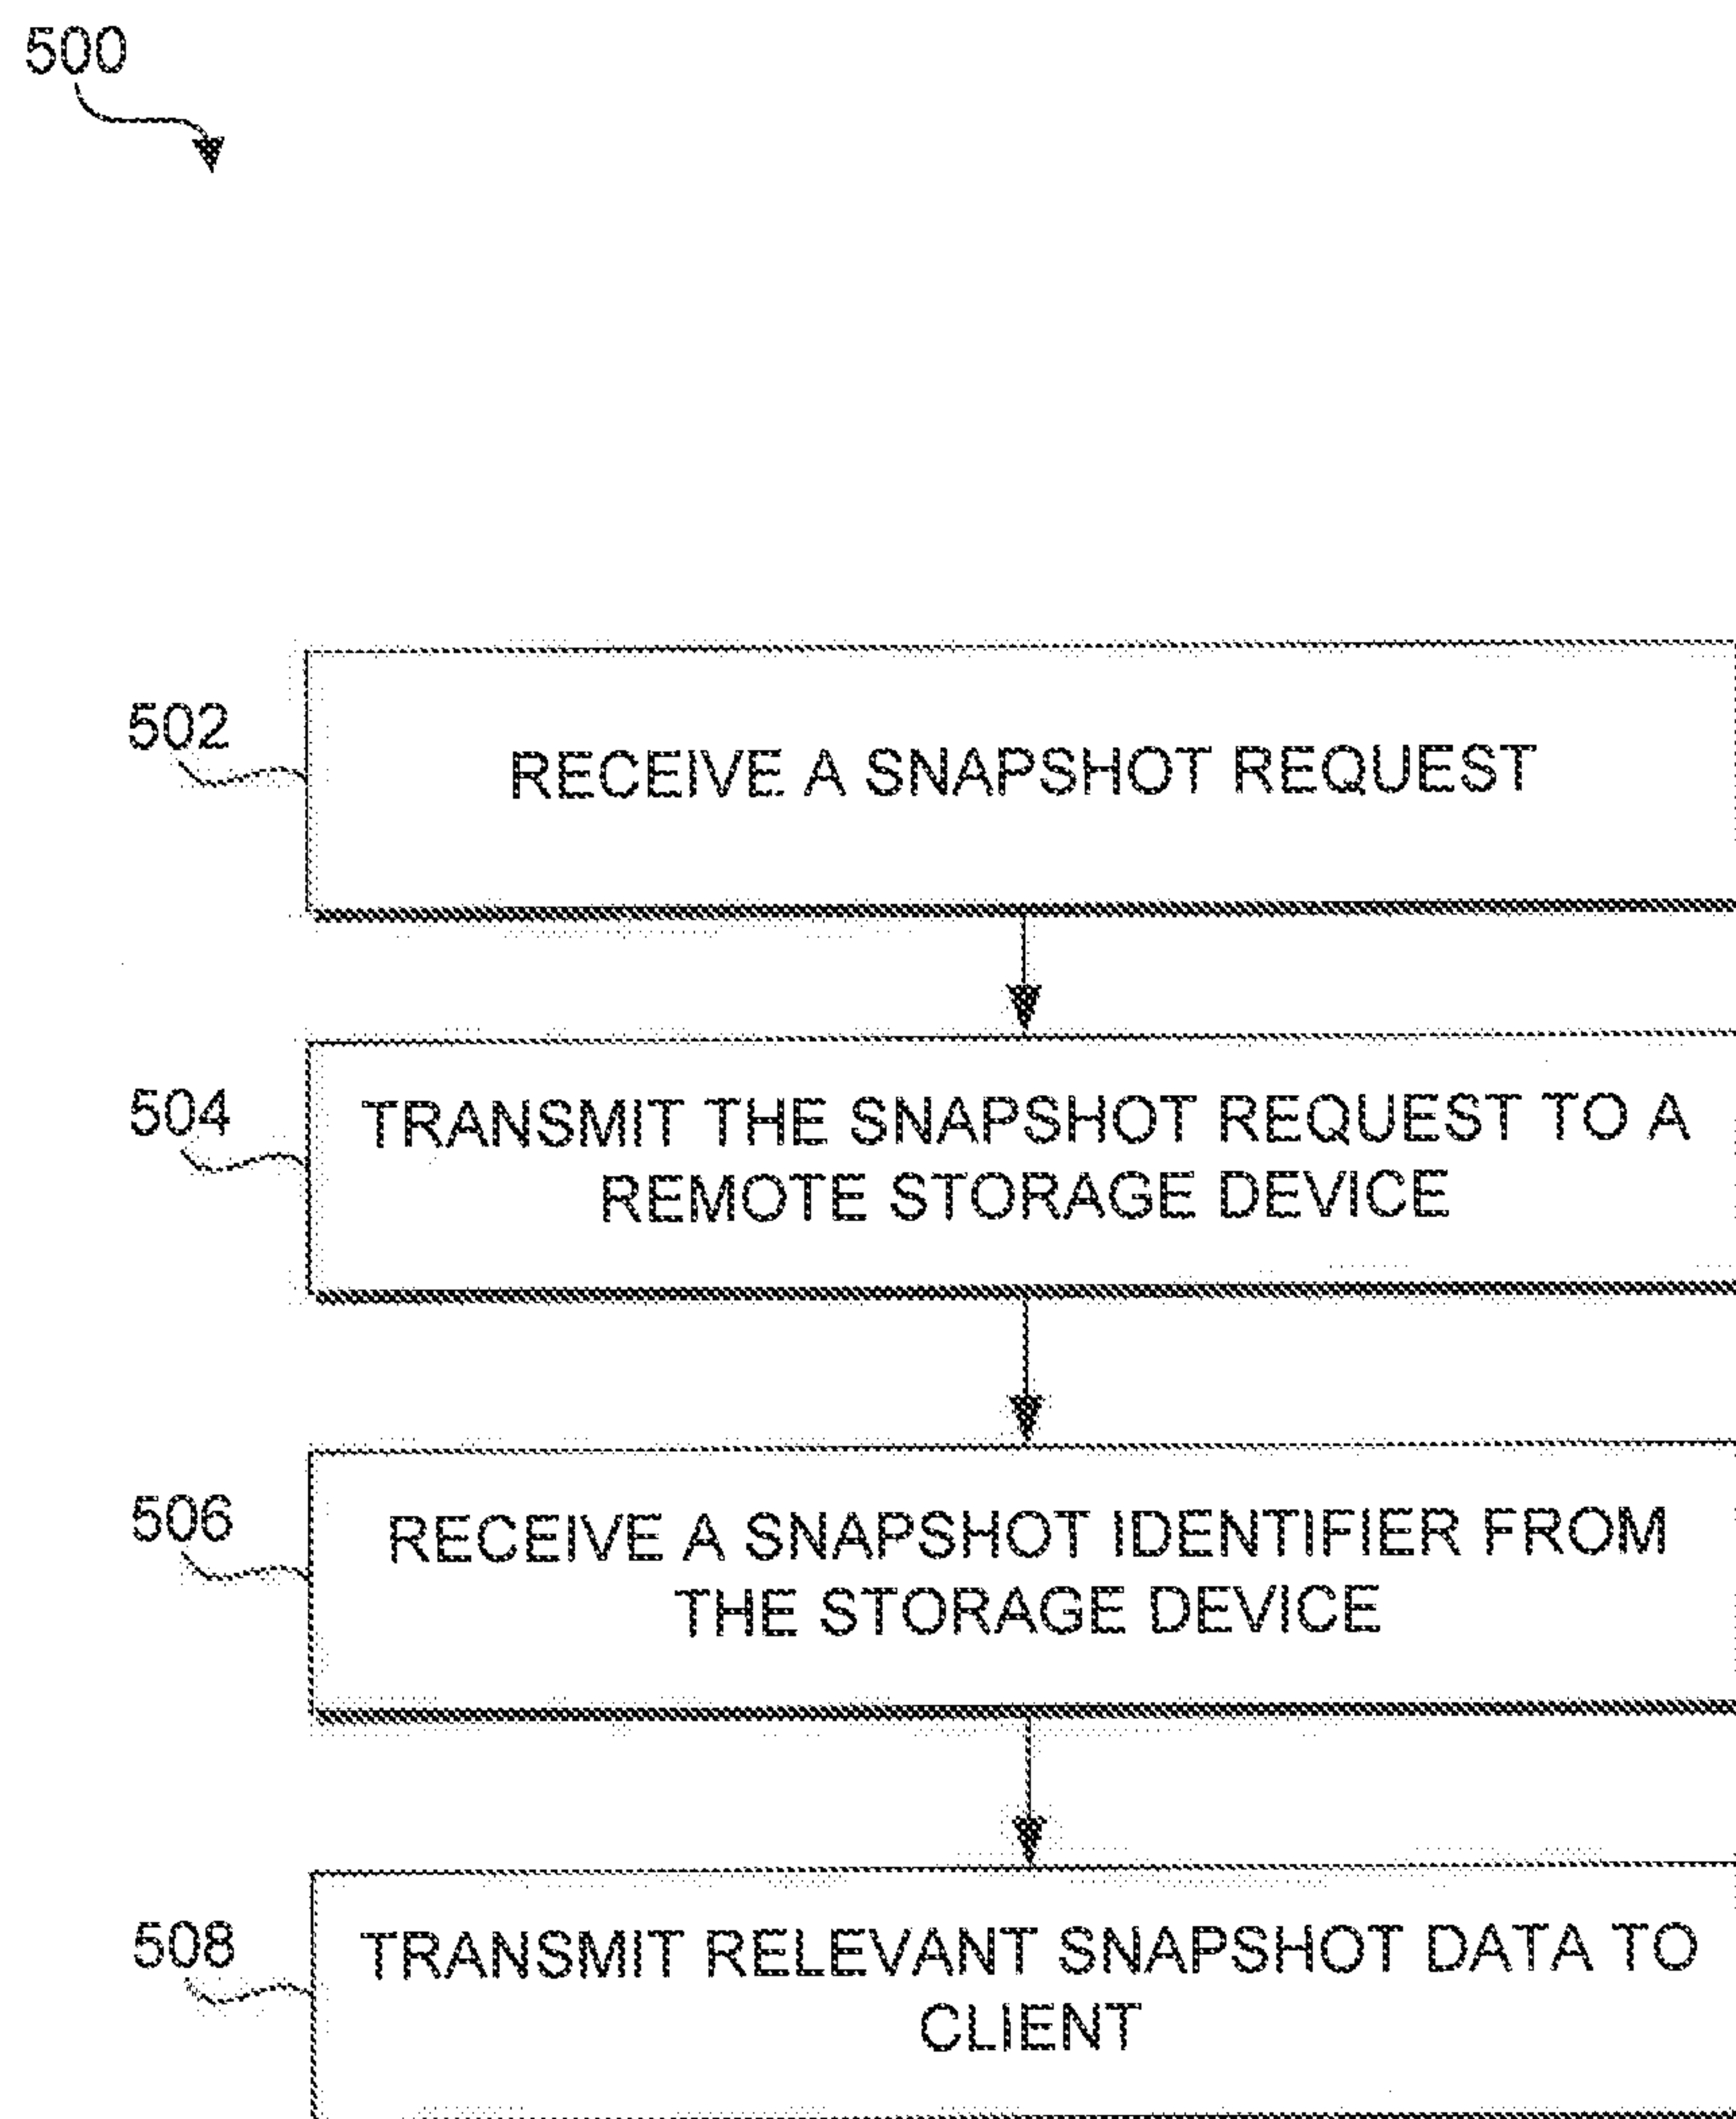 500
502
RECEIVE A SNAPSHOT REQUEST
504
TRANSMIT THE SNAPSHOT REQUEST TO A
REMOTE STORAGE DEVICE
506
RECEIVE A SNAPSHOT IDENTIFIER FROM
THE STORAGE DEVICE
508
TRANSMIT RELEVANT SNAPSHOT DATA TO
CLIENT